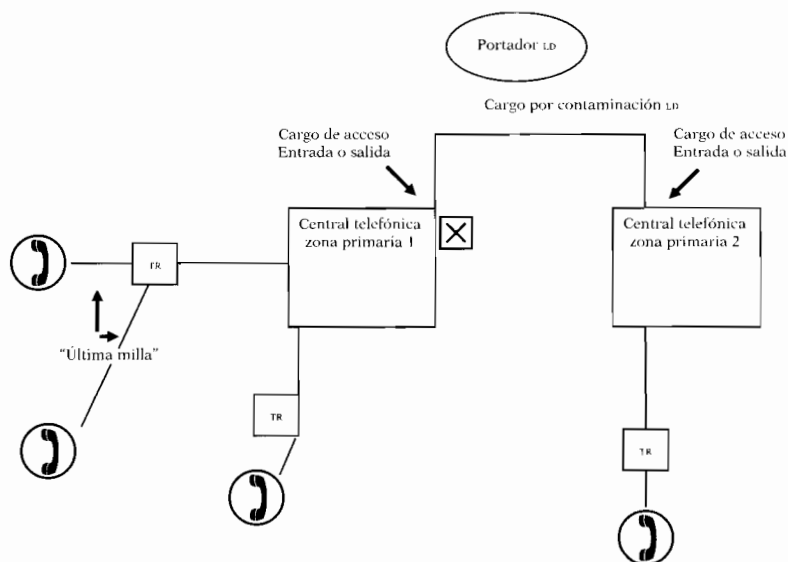 Portador LD
Cargo por contaminación LD
Cargo de acceso
Entrada o salida
Cargo de acceso
Entrada o salida
Central telefónica
zona primaria 1
Central telefónica
zona primaria 2
TR
"Última milla"
TR
TR